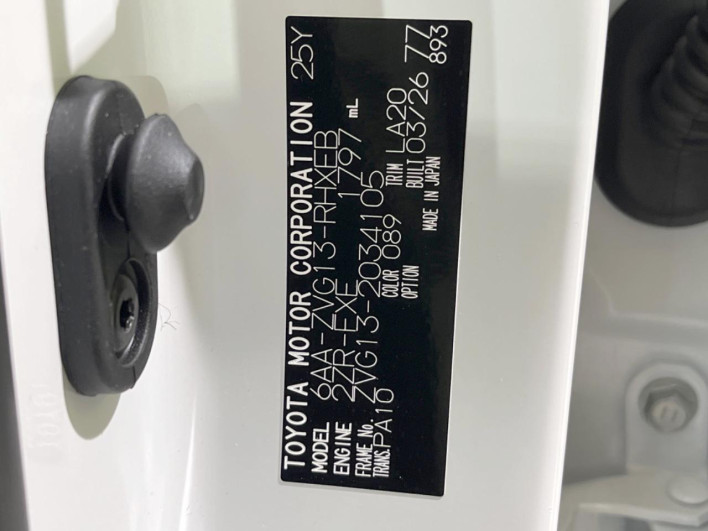 TOYOTA MOTOR CORPORATION 25Y
MODEL 6AA-ZVG13-RHXEB 77
ENGINE 2ZR-FXE 1797 mL 893
FRAME No. ZVG13-2034105
TRANS. PA10 COLOR 089 TRIM LA20
OPTION BUILT 03/26
MADE IN JAPAN